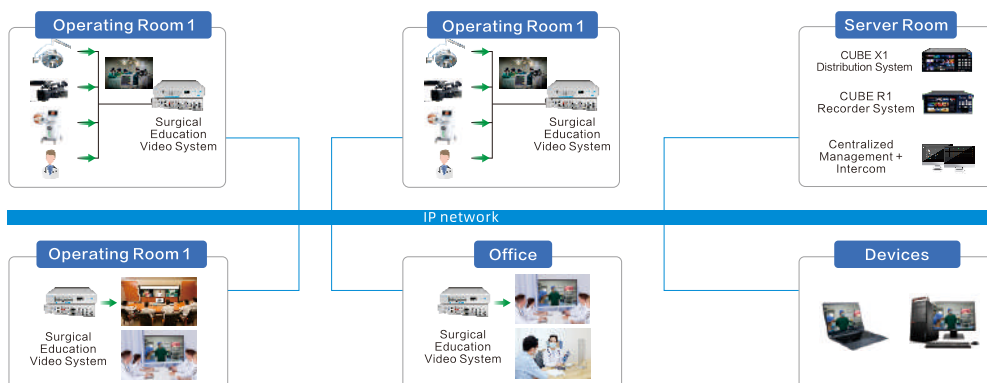 Operating Room 1
Surgical
Education
Video System
Operating Room 1
Surgical
Education
Video System
Server Room
CUBE X1
Distribution System
CUBE R1
Recorder System
Centralized
Management +
Intercom
IP network
Operating Room 1
Surgical
Education
Video System
Office
Surgical
Education
Video System
Devices